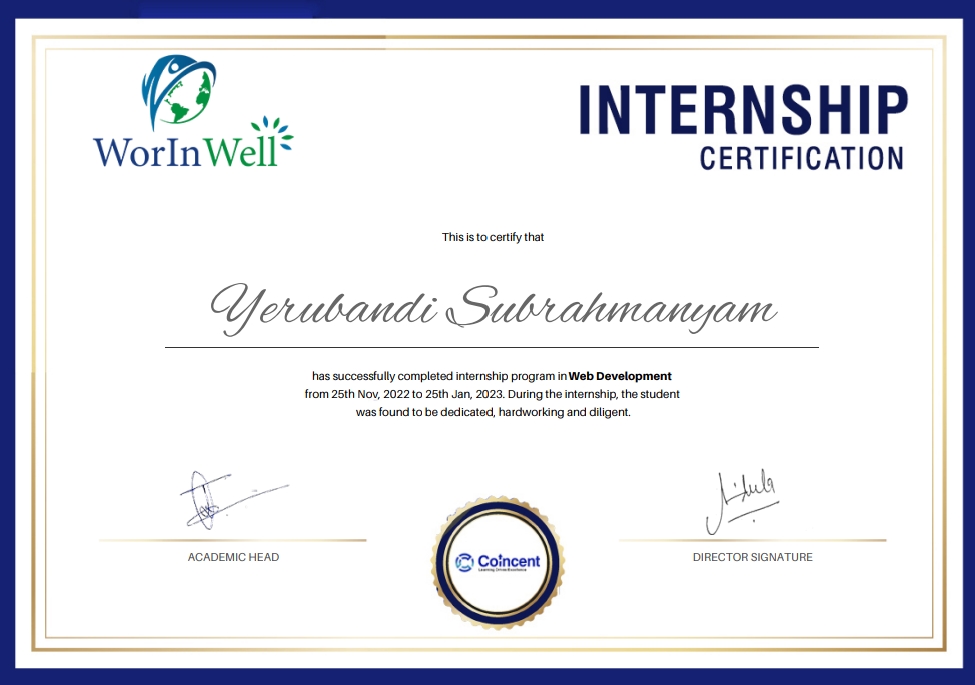 WorInWell
INTERNSHIP
CERTIFICATION
This is to certify that
Yerubandi Subrahmanyam
has successfully completed internship program in Web Development
from 25th Nov, 2022 to 25th Jan, 2023. During the internship, the student
was found to be dedicated, hardworking and diligent.
ACADEMIC HEAD
Coincent
Learning Drives Excellence
DIRECTOR SIGNATURE